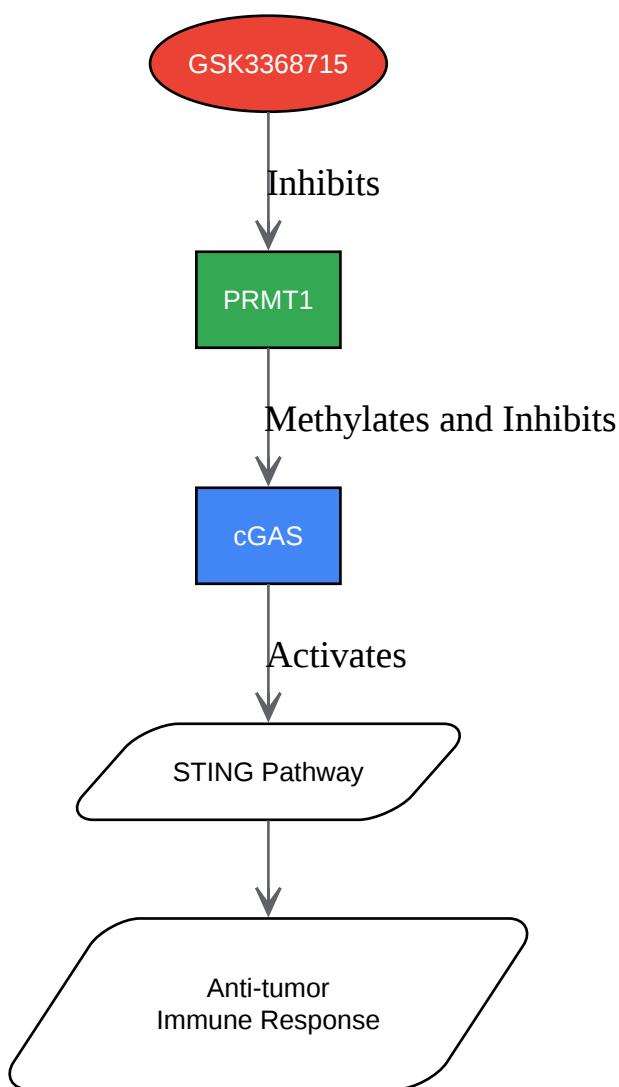 GSK3368715
Inhibits
PRMT1
Methylates and Inhibits
cGAS
Activates
STING Pathway
Anti-tumor
Immune Response